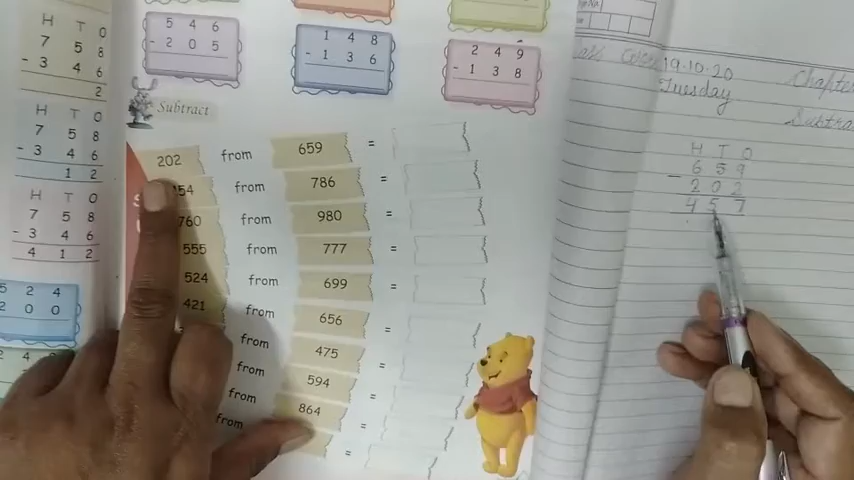 H T O
7 5 8
- 3 4 6
2
H T O
7 5 8
- 3 4 6
1 2
H T O
7 5 8
- 3 4 6
4 1 2
5 2 4
2 0 0
5 4 6
- 2 0 5
1 4 8
- 1 3 6
2 4 9
- 1 3 8
Subtract
202 from 659 =
54 from 786 =
760 from 980 =
555 from 777 =
524 from 699 =
421 from 656 =
from 475 =
from 594 =
from 864 =
19.10.20
Tuesday
Chapter
Subtra
H T O
6 5 9
- 2 0 2
4 5 7